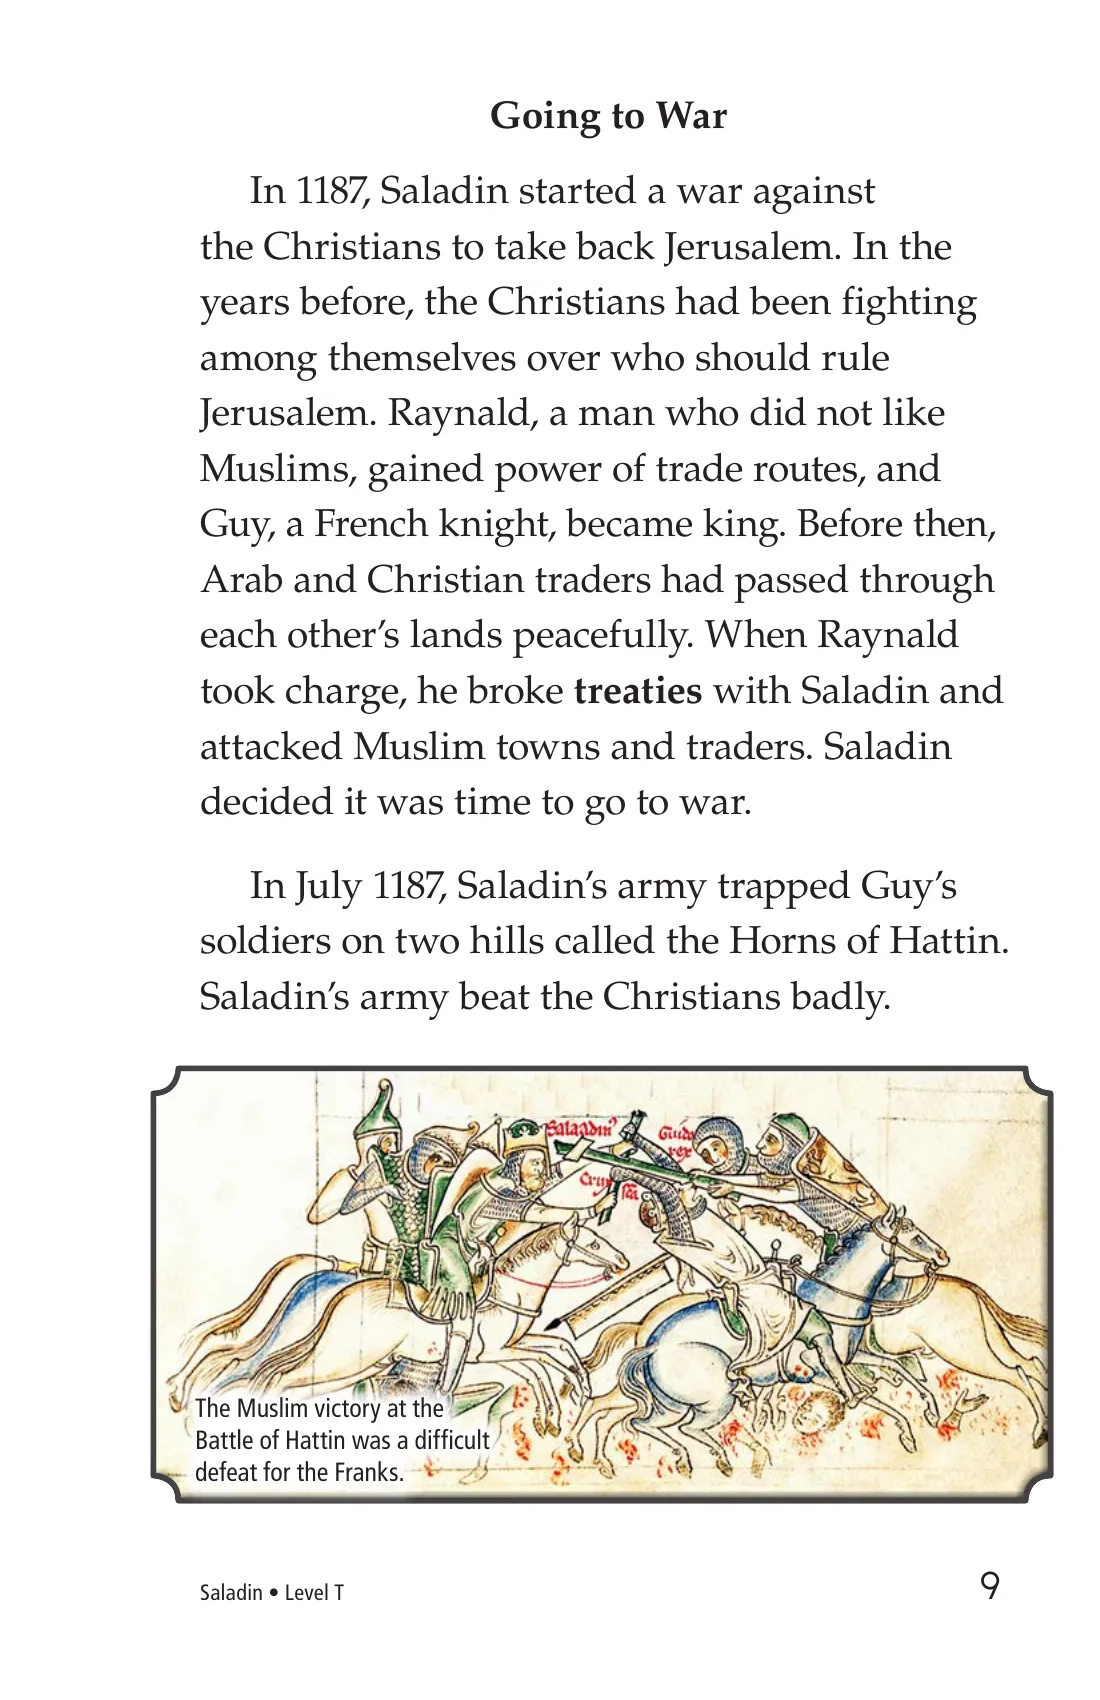 Going to War
In 1187, Saladin started a war against
the Christians to take back Jerusalem. In the
years before, the Christians had been fighting
among themselves over who should rule
Jerusalem. Raynald, a man who did not like
Muslims, gained power of trade routes, and
Guy, a French knight, became king. Before then,
Arab and Christian traders had passed through
each other’s lands peacefully. When Raynald
took charge, he broke treaties with Saladin and
attacked Muslim towns and traders. Saladin
decided it was time to go to war.
In July 1187, Saladin’s army trapped Guy’s
soldiers on two hills called the Horns of Hattin.
Saladin’s army beat the Christians badly.
Saladin'
Guido
rex
Crux
sca
The Muslim victory at the
Battle of Hattin was a difficult
defeat for the Franks.
Saladin • Level T
9